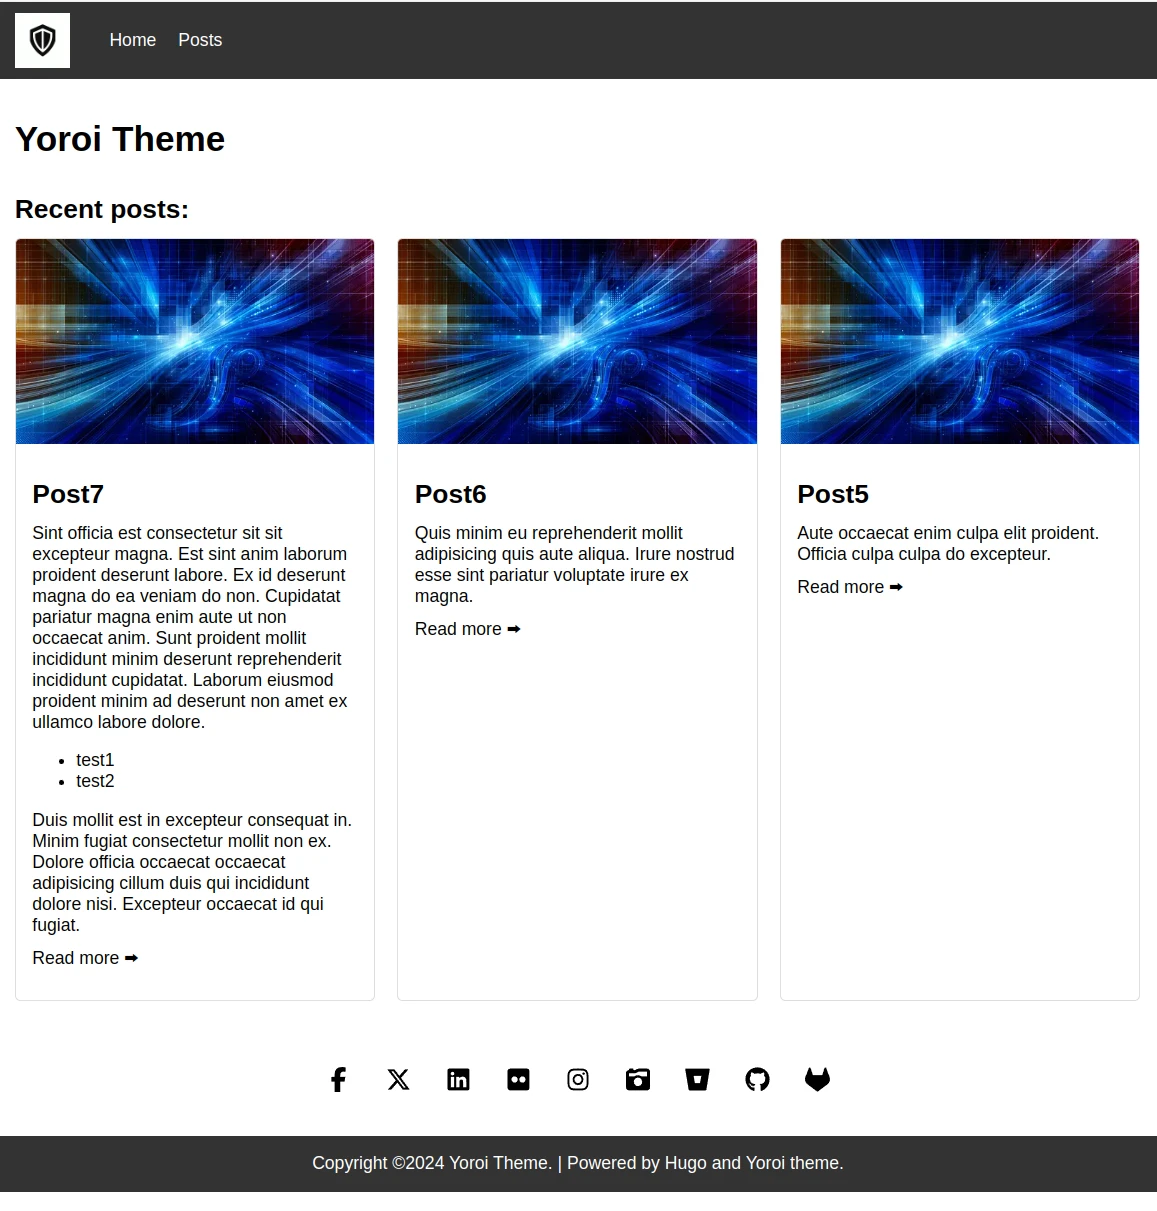 Home Posts
Yoroi Theme
Recent posts:
Post7
Sint officia est consectetur sit sit
excepteur magna. Est sint anim laborum
proident deserunt labore. Ex id deserunt
magna do ea veniam do non. Cupidatat
pariatur magna enim aute ut non
occaecat anim. Sunt proident mollit
incididunt minim deserunt reprehenderit
incididunt cupidatat. Laborum eiusmod
proident minim ad deserunt non amet ex
ullamco labore dolore.
• test1
• test2
Duis mollit est in excepteur consequat in.
Minim fugiat consectetur mollit non ex.
Dolore officia occaecat occaecat
adipisicing cillum duis qui incididunt
dolore nisi. Excepteur occaecat id qui
fugiat.
Read more ➡
Post6
Quis minim eu reprehenderit mollit
adipisicing quis aute aliqua. Irure nostrud
esse sint pariatur voluptate irure ex
magna.
Read more ➡
Post5
Aute occaecat enim culpa elit proident.
Officia culpa culpa do excepteur.
Read more ➡
Copyright ©2024 Yoroi Theme. | Powered by Hugo and Yoroi theme.